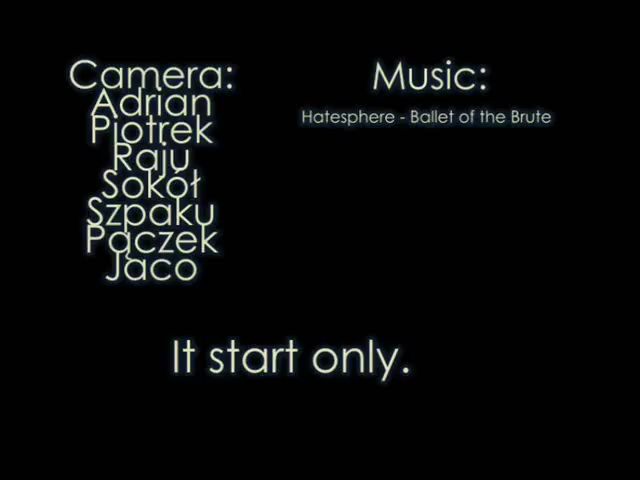 Camera:
Adrian
Piotrek
Raju
Sokół
Szpaku
Pączek
Jaco
Music:
Hatesphere - Ballet of the Brute
It start only.